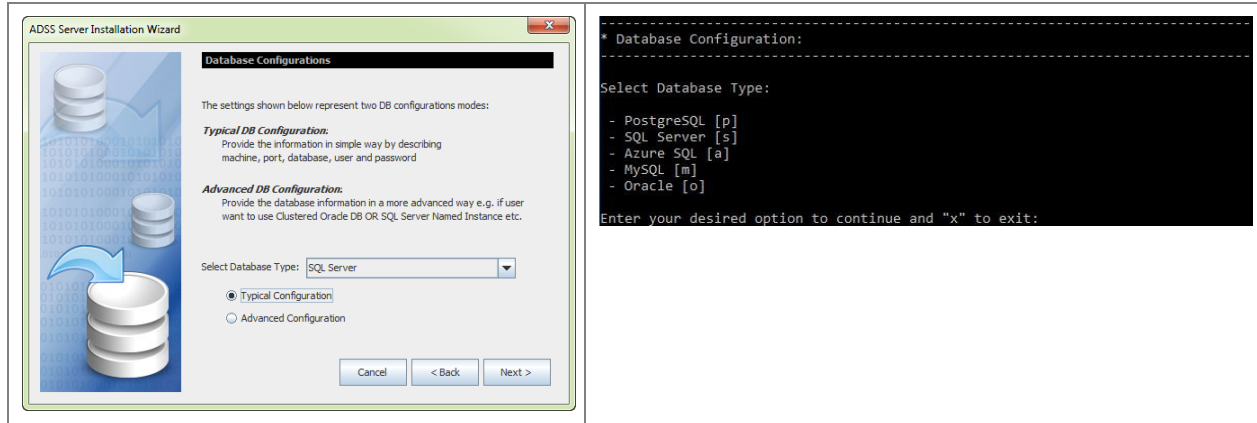 ADSS Server Installation Wizard
Database Configurations
The settings shown below represent two DB configurations modes:
Typical DB Configuration:
Provide the information in simple way by describing
machine, port, database, user and password
Advanced DB Configuration:
Provide the database information in a more advanced way e.g. if user
want to use Clustered Oracle DB OR SQL Server Named Instance etc.
Select Database Type: SQL Server
Typical Configuration
Advanced Configuration
Cancel < Back Next >
--------------------------------------------------------------------------------
* Database Configuration:
--------------------------------------------------------------------------------
Select Database Type:
- PostgreSQL [p]
- SQL Server [s]
- Azure SQL [a]
- MySQL [m]
- Oracle [o]
Enter your desired option to continue and "x" to exit: